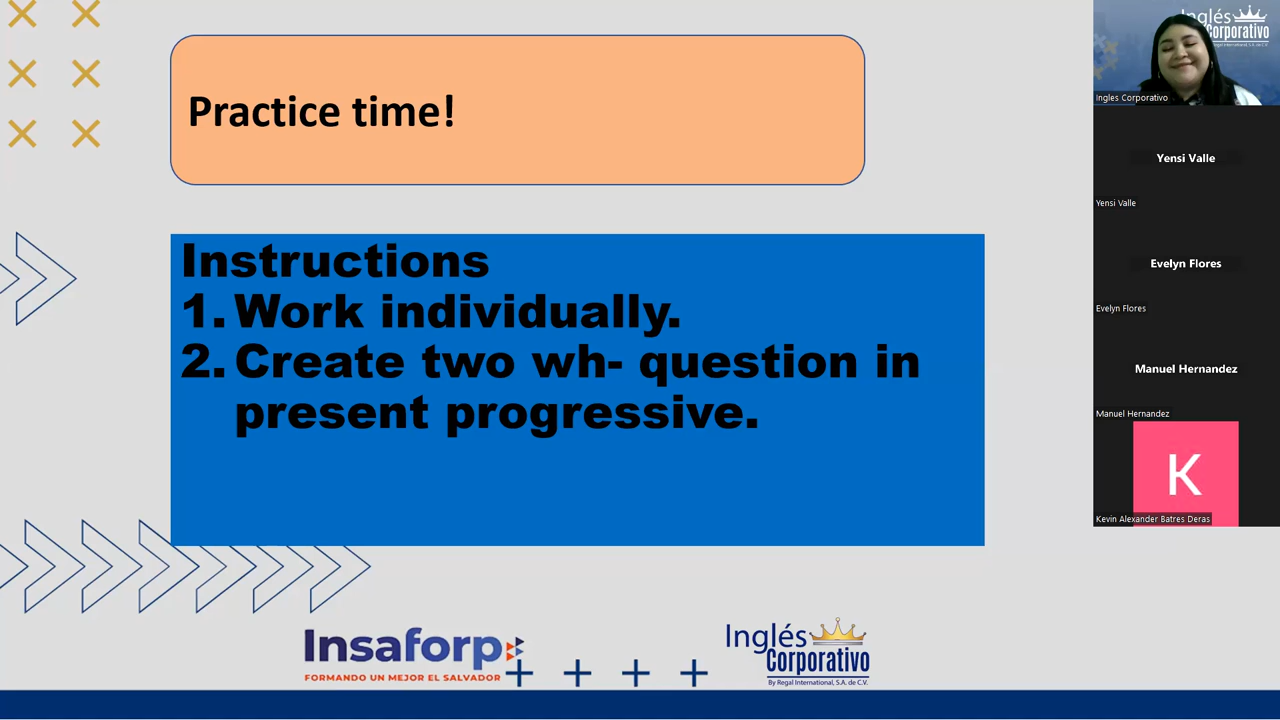 Practice time!
Instructions
1. Work individually.
2. Create two wh- question in
present progressive.
Insaforp
FORMANDO UN MEJOR EL SALVADOR
Inglés
Corporativo
By Regal International, S.A. de C.V.
Inglés
Corporativo
Ingles Corporativo
Yensi Valle
Yensi Valle
Evelyn Flores
Evelyn Flores
Manuel Hernandez
Manuel Hernandez
K
Kevin Alexander Batres Deras